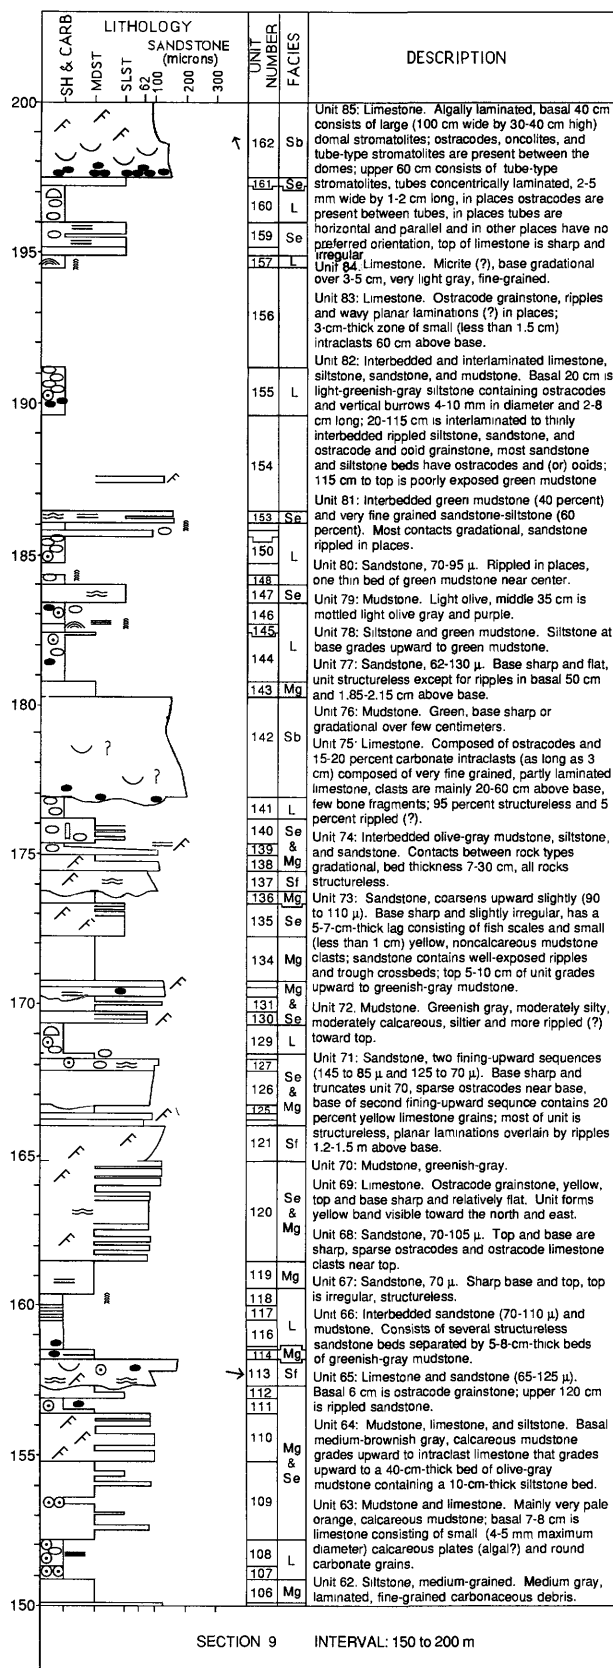 LITHOLOGY
SH & CARB
MDST
SLST
62
SANDSTONE
(microns)
100
200
300
UNIT
NUMBER
FACIES
DESCRIPTION
200
195
190
185
180
175
170
165
160
155
150
162 Sb
161 Se
160 L
159 Se
157 L
156
155 L
154
153 Se
150
L
148
147 Se
146
145
L
144
143 Mg
142 Sb
141 L
140 Se
139 &
138 Mg
137 Sf
136 Mg
135 Se
134 Mg
Mg
131 &
130 Se
129 L
127
Se
126 &
125 Mg
121 Sf
Se
120 &
Mg
119 Mg
118
117
L
116
114 Mg
113 Sf
112
111
110 Mg
&
Se
109
108 L
107
106 Mg
?
?
Unit 85: Limestone. Algally laminated, basal 40 cm
consists of large (100 cm wide by 30-40 cm high)
domal stromatolites; ostracodes, oncolites, and
tube-type stromatolites are present between the
domes; upper 60 cm consists of tube-type
stromatolites, tubes concentrically laminated, 2-5
mm wide by 1-2 cm long, in places ostracodes are
present between tubes, in places tubes are
horizontal and parallel and in other places have no
preferred orientation, top of limestone is sharp and
irregular
Unit 84. Limestone. Micrite (?), base gradational
over 3-5 cm, very light gray, fine-grained.
Unit 83: Limestone. Ostracode grainstone, ripples
and wavy planar laminations (?) in places;
3-cm-thick zone of small (less than 1.5 cm)
intraclasts 60 cm above base.
Unit 82: Interbedded and interlaminated limestone,
siltstone, sandstone, and mudstone. Basal 20 cm is
light-greenish-gray siltstone containing ostracodes
and vertical burrows 4-10 mm in diameter and 2-8
cm long; 20-115 cm is interlaminated to thinly
interbedded rippled siltstone, sandstone, and
ostracode and ooid grainstone, most sandstone
and siltstone beds have ostracodes and (or) ooids;
115 cm to top is poorly exposed green mudstone
Unit 81: Interbedded green mudstone (40 percent)
and very fine grained sandstone-siltstone (60
percent). Most contacts gradational, sandstone
rippled in places.
Unit 80: Sandstone, 70-95 µ. Rippled in places,
one thin bed of green mudstone near center.
Unit 79: Mudstone. Light olive, middle 35 cm is
mottled light olive gray and purple.
Unit 78: Siltstone and green mudstone. Siltstone at
base grades upward to green mudstone.
Unit 77: Sandstone, 62-130 µ. Base sharp and flat,
unit structureless except for ripples in basal 50 cm
and 1.85-2.15 cm above base.
Unit 76: Mudstone. Green, base sharp or
gradational over few centimeters.
Unit 75: Limestone. Composed of ostracodes and
15-20 percent carbonate intraclasts (as long as 3
cm) composed of very fine grained, partly laminated
limestone, clasts are mainly 20-60 cm above base,
few bone fragments; 95 percent structureless and 5
percent rippled (?).
Unit 74: Interbedded olive-gray mudstone, siltstone,
and sandstone. Contacts between rock types
gradational, bed thickness 7-30 cm, all rocks
structureless.
Unit 73: Sandstone, coarsens upward slightly (90
to 110 µ). Base sharp and slightly irregular, has a
5-7-cm-thick lag consisting of fish scales and small
(less than 1 cm) yellow, noncalcareous mudstone
clasts; sandstone contains well-exposed ripples
and trough crossbeds; top 5-10 cm of unit grades
upward to greenish-gray mudstone.
Unit 72. Mudstone. Greenish gray, moderately silty,
moderately calcareous, siltier and more rippled (?)
toward top.
Unit 71: Sandstone, two fining-upward sequences
(145 to 85 µ and 125 to 70 µ). Base sharp and
truncates unit 70, sparse ostracodes near base,
base of second fining-upward sequnce contains 20
percent yellow limestone grains; most of unit is
structureless, planar laminations overlain by ripples
1.2-1.5 m above base.
Unit 70: Mudstone, greenish-gray.
Unit 69: Limestone. Ostracode grainstone, yellow,
top and base sharp and relatively flat. Unit forms
yellow band visible toward the north and east.
Unit 68: Sandstone, 70-105 µ. Top and base are
sharp, sparse ostracodes and ostracode limestone
clasts near top.
Unit 67: Sandstone, 70 µ. Sharp base and top, top
is irregular, structureless.
Unit 66: Interbedded sandstone (70-110 µ) and
mudstone. Consists of several structureless
sandstone beds separated by 5-8-cm-thick beds
of greenish-gray mudstone.
Unit 65: Limestone and sandstone (65-125 µ).
Basal 6 cm is ostracode grainstone; upper 120 cm
is rippled sandstone.
Unit 64: Mudstone, limestone, and siltstone. Basal
medium-brownish gray, calcareous mudstone
grades upward to intraclast limestone that grades
upward to a 40-cm-thick bed of olive-gray
mudstone containing a 10-cm-thick siltstone bed.
Unit 63: Mudstone and limestone. Mainly very pale
orange, calcareous mudstone; basal 7-8 cm is
limestone consisting of small (4-5 mm maximum
diameter) calcareous plates (algal?) and round
carbonate grains.
Unit 62. Siltstone, medium-grained. Medium gray,
laminated, fine-grained carbonaceous debris.
SECTION 9 INTERVAL: 150 to 200 m